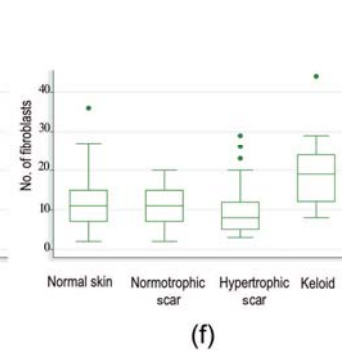 No. of fibroblasts
40
30
20
10
0
Normal skin
Normotrophic
scar
Hypertrophic
scar
Keloid
(f)